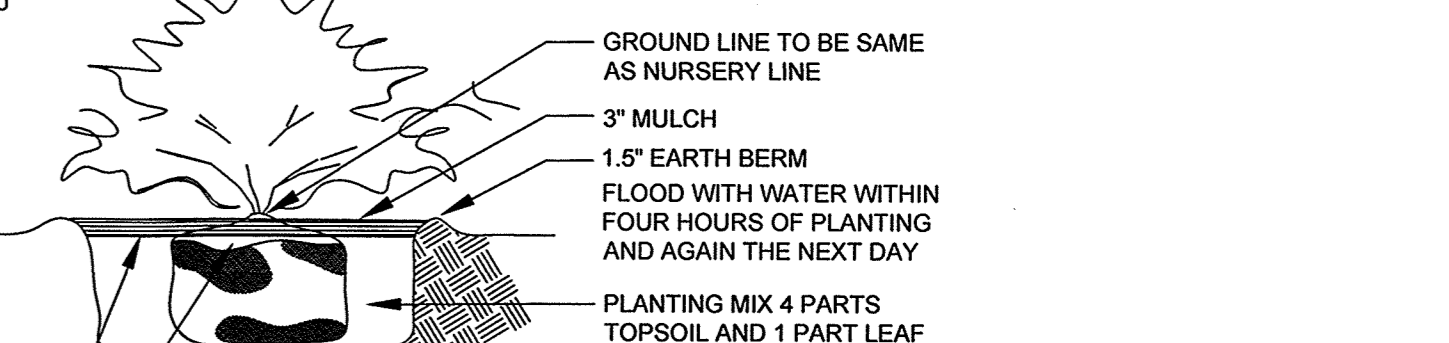 GROUND LINE TO BE SAME
AS NURSERY LINE
3" MULCH
1.5" EARTH BERM
FLOOD WITH WATER WITHIN
FOUR HOURS OF PLANTING
AND AGAIN THE NEXT DAY
PLANTING MIX 4 PARTS
TOPSOIL AND 1 PART LEAF